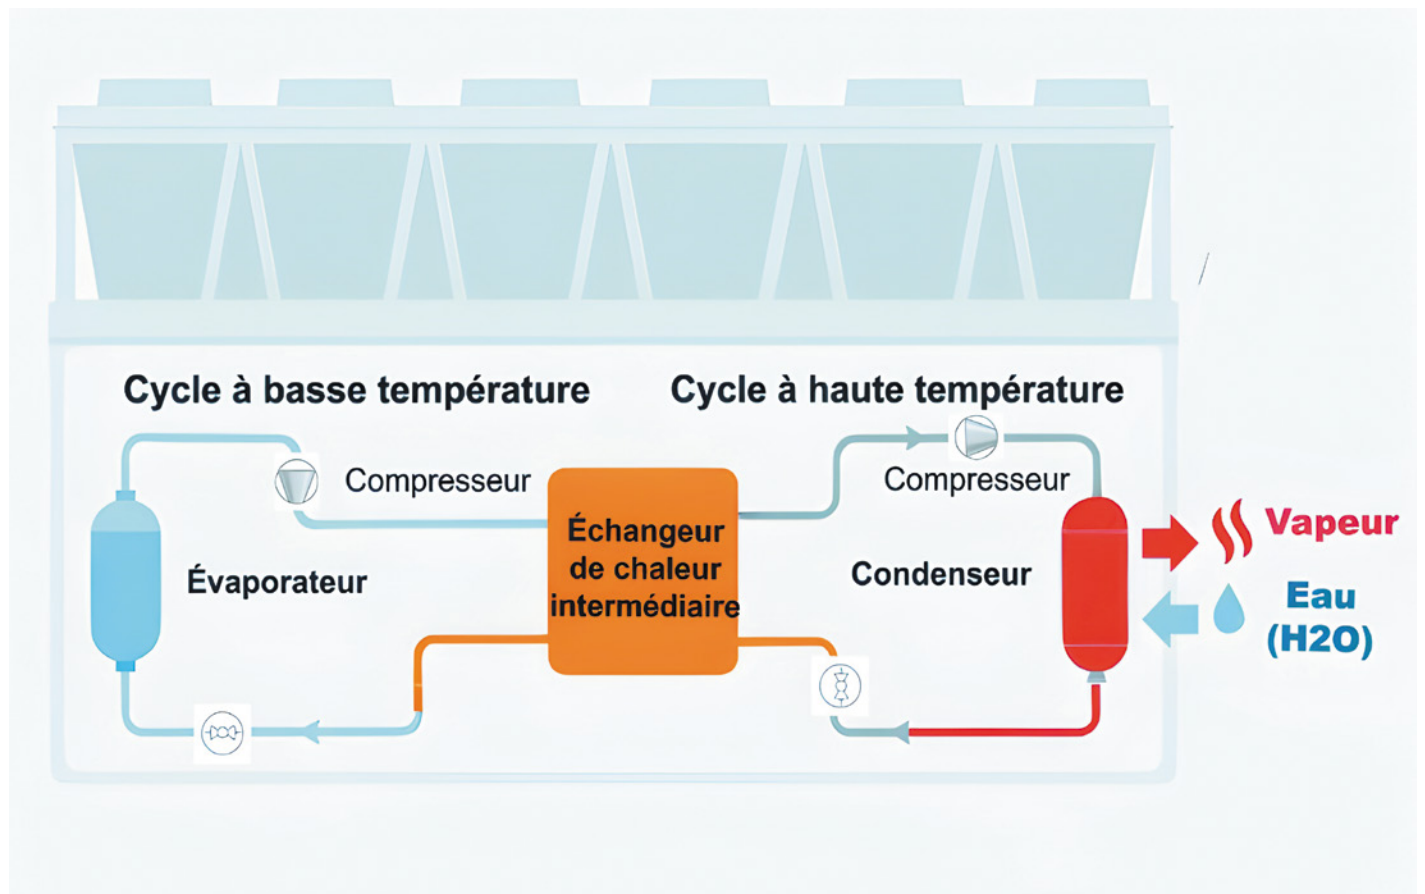 Cycle à basse température
Cycle à haute température
Compresseur
Compresseur
Échangeur
de chaleur
intermédiaire
Évaporateur
Condenseur
Vapeur
Eau
(H2O)